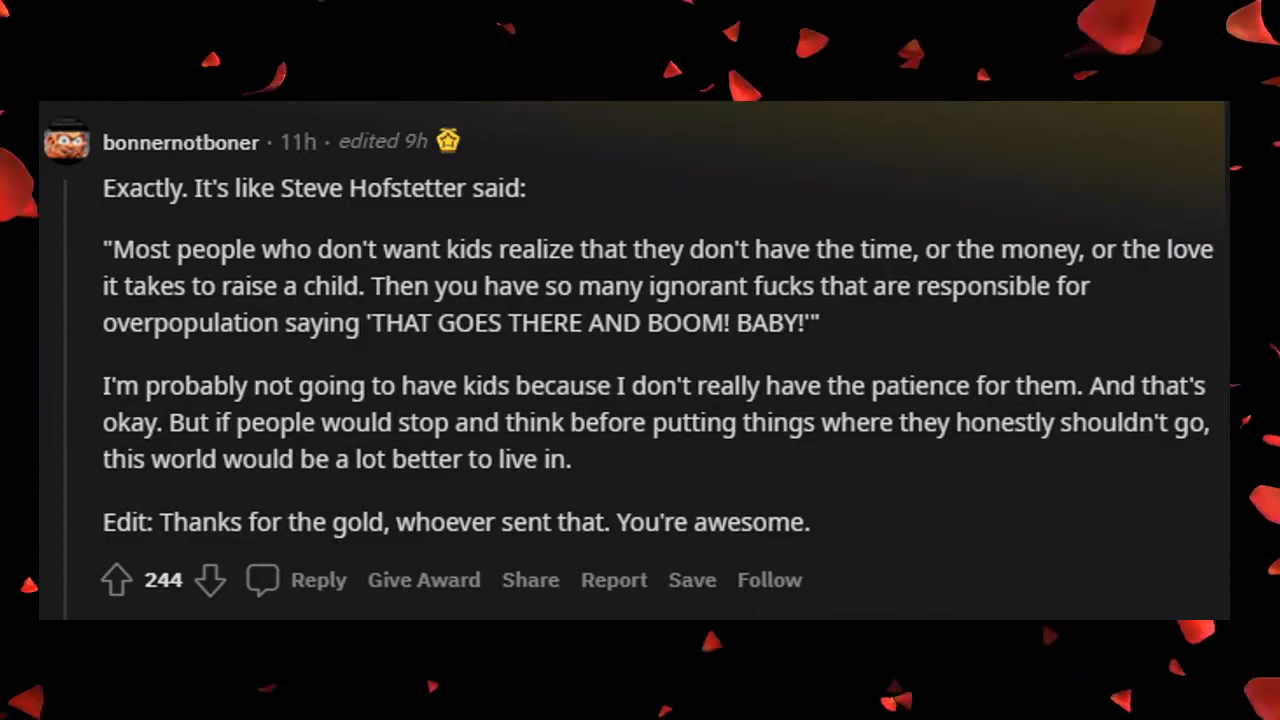 bonnernotboner · 11h · edited 9h
Exactly. It's like Steve Hofstetter said:
"Most people who don't want kids realize that they don't have the time, or the money, or the love
it takes to raise a child. Then you have so many ignorant fucks that are responsible for
overpopulation saying 'THAT GOES THERE AND BOOM! BABY!'"
I'm probably not going to have kids because I don't really have the patience for them. And that's
okay. But if people would stop and think before putting things where they honestly shouldn't go,
this world would be a lot better to live in.
Edit: Thanks for the gold, whoever sent that. You're awesome.
244 Reply Give Award Share Report Save Follow